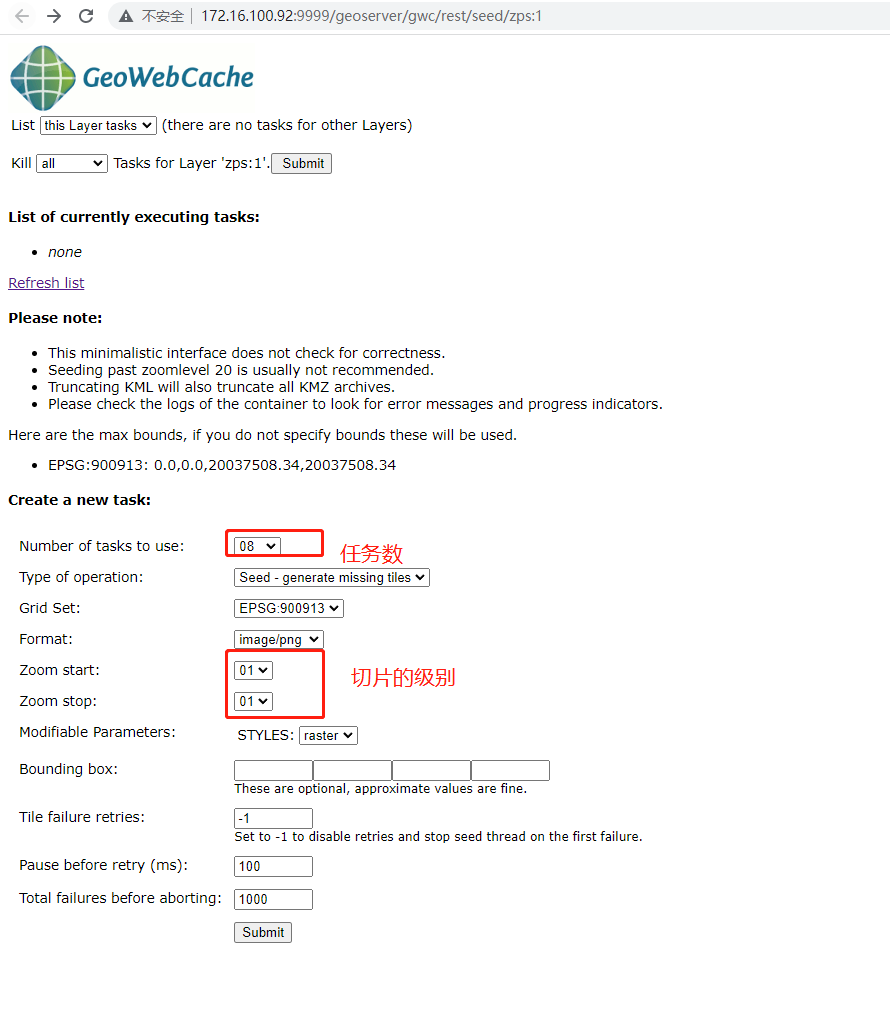 不安全 172.16.100.92:9999/geoserver/gwc/rest/seed/zps:1
GeoWebCache
List this Layer tasks (there are no tasks for other Layers)
Kill all Tasks for Layer 'zps:1'. Submit
List of currently executing tasks:
none
Refresh list
Please note:
This minimalistic interface does not check for correctness.
Seeding past zoomlevel 20 is usually not recommended.
Truncating KML will also truncate all KMZ archives.
Please check the logs of the container to look for error messages and progress indicators.
Here are the max bounds, if you do not specify bounds these will be used.
EPSG:900913: 0.0,0.0,20037508.34,20037508.34
Create a new task:
Number of tasks to use: 08 任务数
Type of operation: Seed - generate missing tiles
Grid Set: EPSG:900913
Format: image/png
Zoom start: 01 切片的级别
Zoom stop: 01
Modifiable Parameters: STYLES: raster
Bounding box:
These are optional, approximate values are fine.
Tile failure retries: -1
Set to -1 to disable retries and stop seed thread on the first failure.
Pause before retry (ms): 100
Total failures before aborting: 1000
Submit